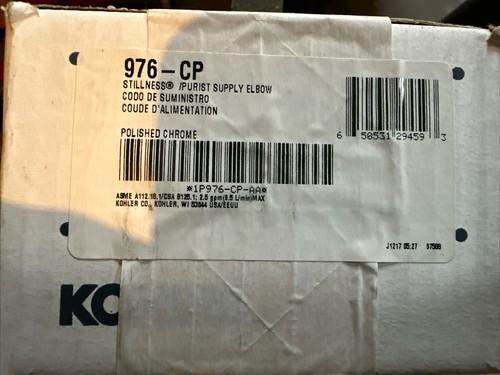 976-CP
STILLNESS® /PURIST SUPPLY ELBOW
CODO DE SUMINISTRO
COUDE D'ALIMENTATION
POLISHED CHROME
6 50531 29459 3
*1P976-CP-AA*
ASME A112.18.1/CSA B125.1; 2.5 gpm(9.5 L/min)MAX
KOHLER CO., KOHLER, WI 53044 USA/EEUU
J1217 05:27
KO